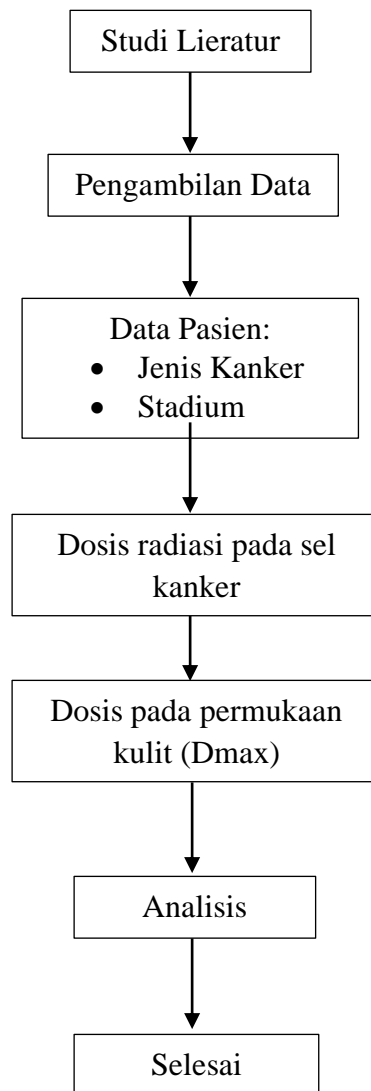 Studi Lieratur
Pengambilan Data
Data Pasien:
• Jenis Kanker
• Stadium
Dosis radiasi pada sel
kanker
Dosis pada permukaan
kulit (Dmax)
Analisis
Selesai